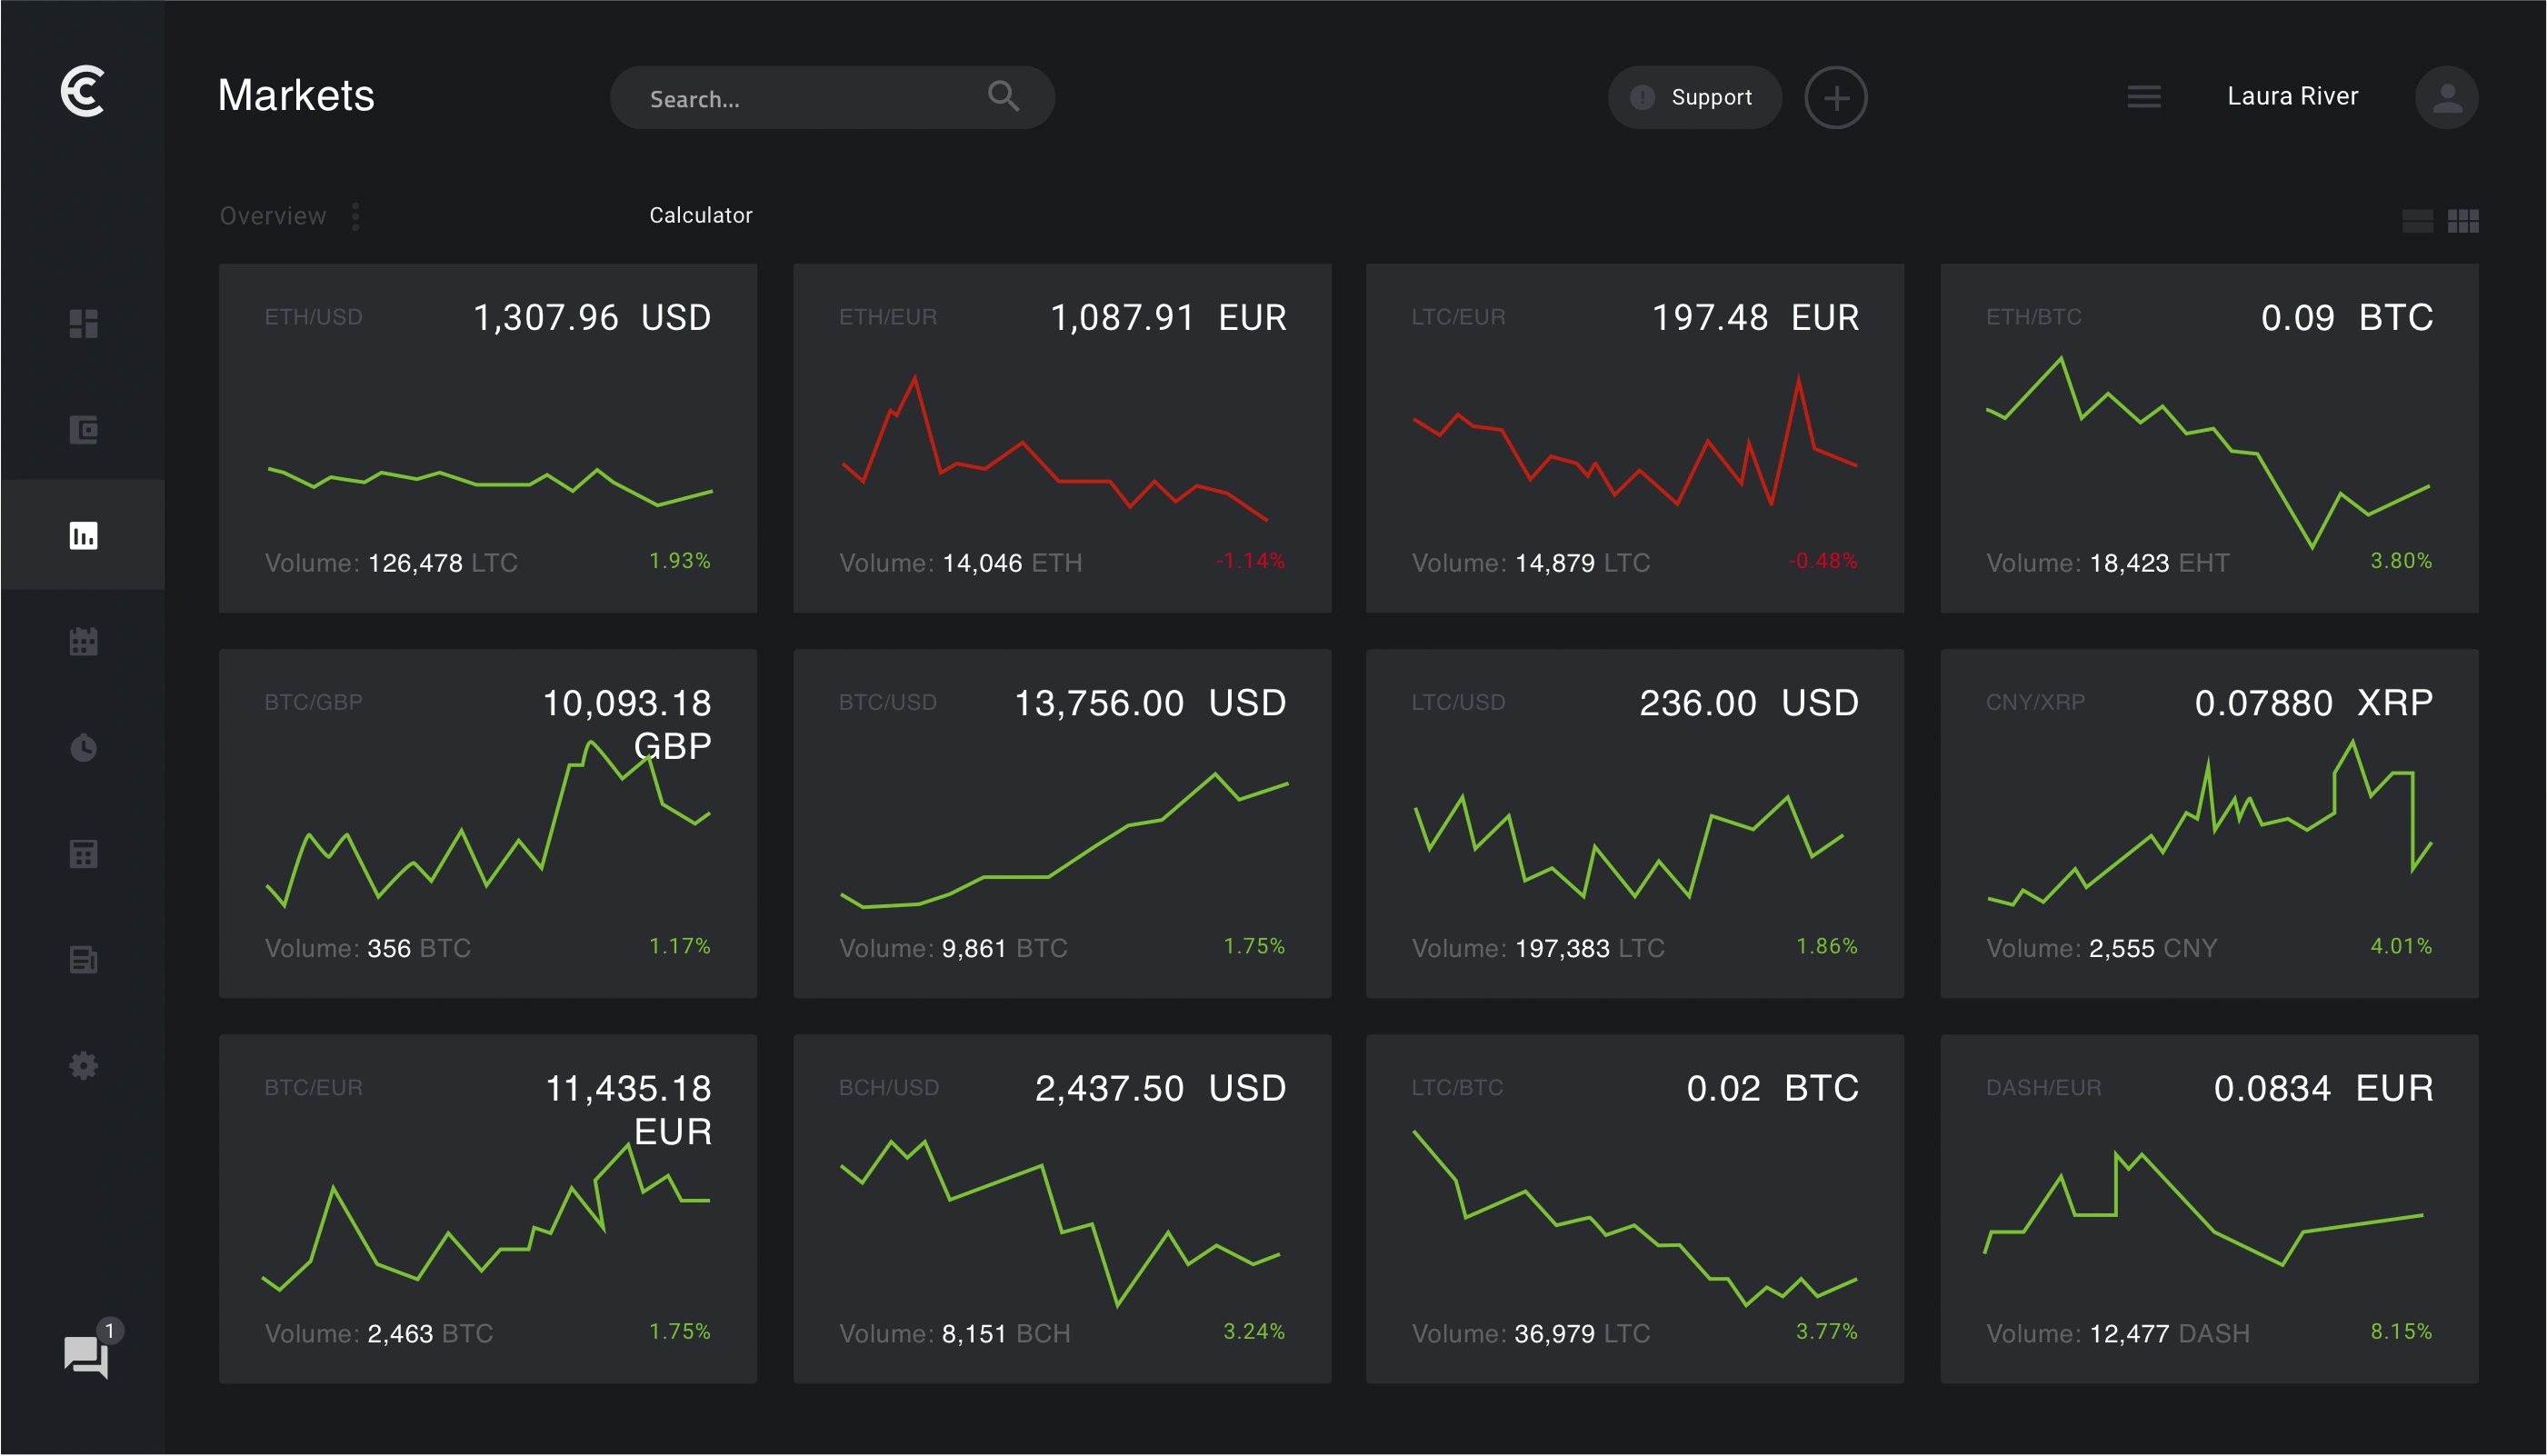 Markets
Search...
Support
Laura River
Overview
Calculator
ETH/USD 1,307.96 USD
Volume: 126,478 LTC 1.93%
ETH/EUR 1,087.91 EUR
Volume: 14,046 ETH -1.14%
LTC/EUR 197.48 EUR
Volume: 14,879 LTC -0.48%
ETH/BTC 0.09 BTC
Volume: 18,423 EHT 3.80%
BTC/GBP 10,093.18
GBP
Volume: 356 BTC 1.17%
BTC/USD 13,756.00 USD
Volume: 9,861 BTC 1.75%
LTC/USD 236.00 USD
Volume: 197,383 LTC 1.86%
CNY/XRP 0.07880 XRP
Volume: 2,555 CNY 4.01%
BTC/EUR 11,435.18
EUR
Volume: 2,463 BTC 1.75%
BCH/USD 2,437.50 USD
Volume: 8,151 BCH 3.24%
LTC/BTC 0.02 BTC
Volume: 36,979 LTC 3.77%
DASH/EUR 0.0834 EUR
Volume: 12,477 DASH 8.15%
1